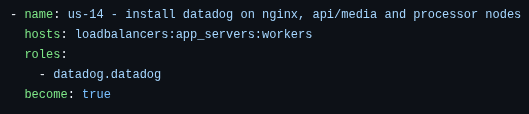 - name: us-14 - install datadog on nginx, api/media and processor nodes
  hosts: loadbalancers:app_servers:workers
  roles:
    - datadog.datadog
  become: true